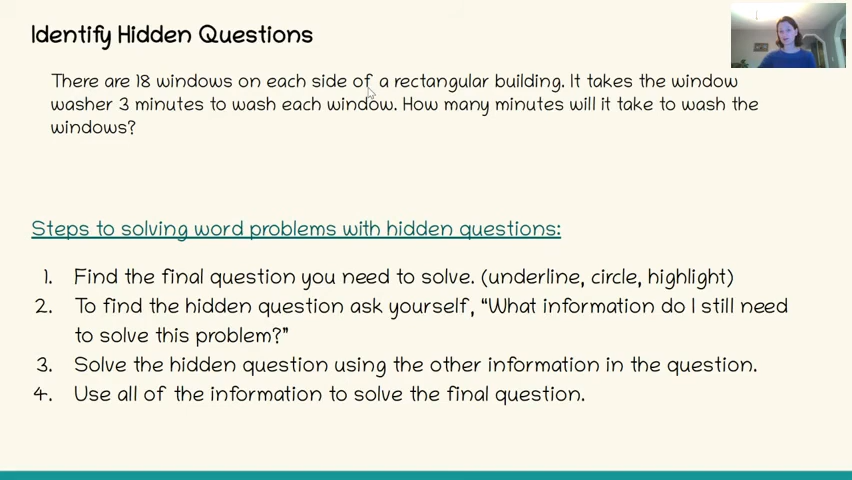 Identify Hidden Questions
There are 18 windows on each side of a rectangular building. It takes the window
washer 3 minutes to wash each window. How many minutes will it take to wash the
windows?
Steps to solving word problems with hidden questions:
1. Find the final question you need to solve. (underline, circle, highlight)
2. To find the hidden question ask yourself, "What information do I still need
to solve this problem?"
3. Solve the hidden question using the other information in the question.
4. Use all of the information to solve the final question.